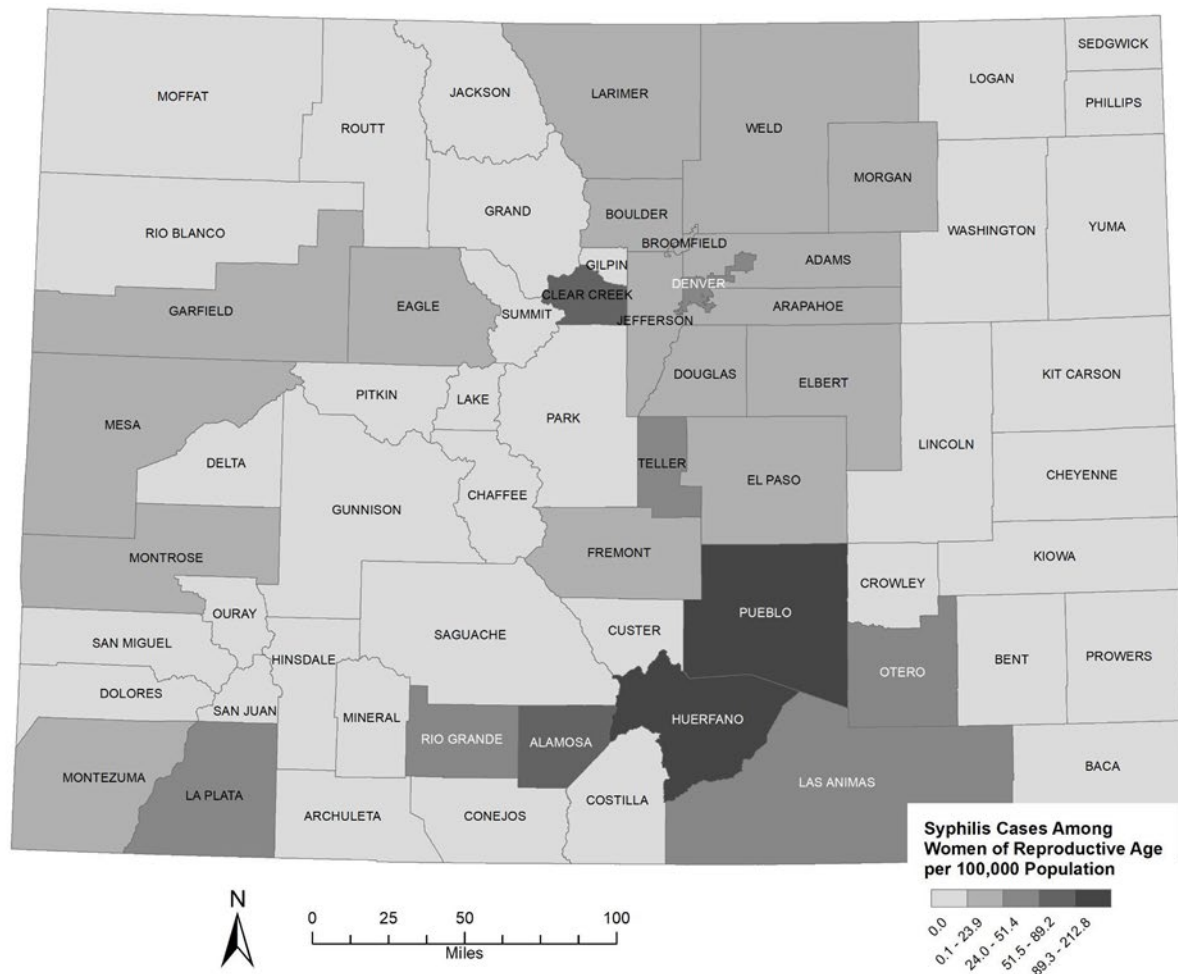 SEDGWICK
LOGAN
MOFFAT
JACKSON
LARIMER
PHILLIPS
ROUTT
WELD
MORGAN
GRAND
BOULDER
RIO BLANCO
WASHINGTON
YUMA
BROOMFIELD
GILPIN
ADAMS
DENVER
CLEAR CREEK
EAGLE
GARFIELD
SUMMIT
JEFFERSON
ARAPAHOE
DOUGLAS
ELBERT
KIT CARSON
PITKIN
LAKE
PARK
MESA
LINCOLN
DELTA
TELLER
CHEYENNE
EL PASO
CHAFFEE
GUNNISON
MONTROSE
FREMONT
KIOWA
CROWLEY
OURAY
PUEBLO
CUSTER
SAGUACHE
SAN MIGUEL
HINSDALE
BENT
PROWERS
OTERO
DOLORES
SAN JUAN
MINERAL
HUERFANO
RIO GRANDE
ALAMOSA
BACA
MONTEZUMA
LAS ANIMAS
LA PLATA
COSTILLA
ARCHULETA
CONEJOS
Syphilis Cases Among
Women of Reproductive Age
per 100,000 Population
0.0
0.1 - 23.9
24.0 - 51.4
51.5 - 89.2
89.3 - 212.8
N
0 25 50 100
Miles